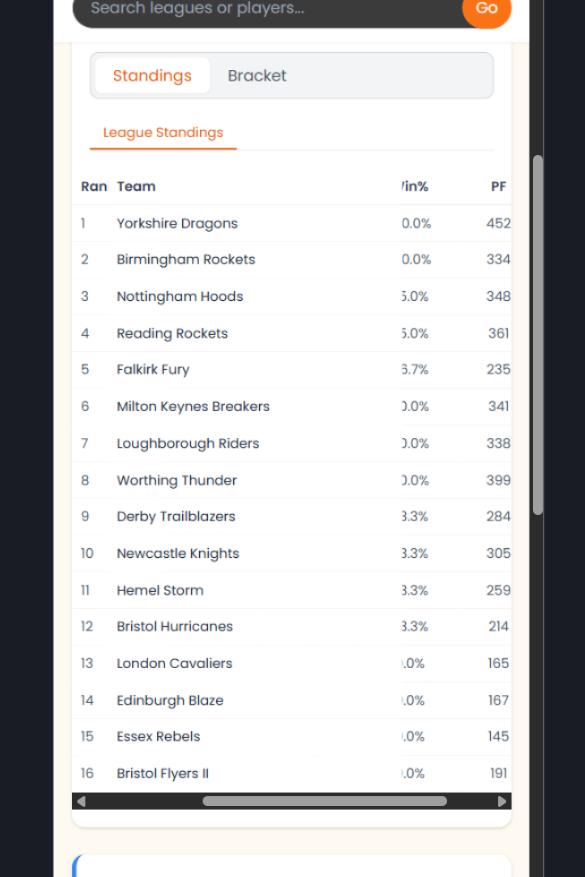 Search leagues or players...
Go
Standings Bracket
League Standings
Ran Team /in% PF
1 Yorkshire Dragons 0.0% 452
2 Birmingham Rockets 0.0% 334
3 Nottingham Hoods 5.0% 348
4 Reading Rockets 5.0% 361
5 Falkirk Fury 6.7% 235
6 Milton Keynes Breakers 0.0% 341
7 Loughborough Riders 0.0% 338
8 Worthing Thunder 0.0% 399
9 Derby Trailblazers 3.3% 284
10 Newcastle Knights 3.3% 305
11 Hemel Storm 3.3% 259
12 Bristol Hurricanes 3.3% 214
13 London Cavaliers .0% 165
14 Edinburgh Blaze .0% 167
15 Essex Rebels .0% 145
16 Bristol Flyers II .0% 191